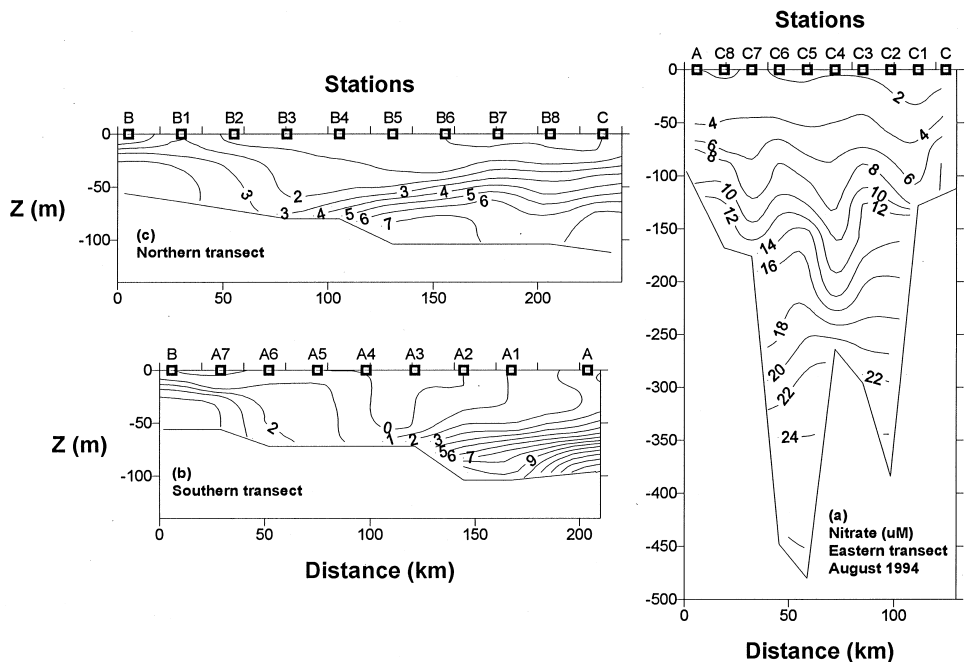 Stations
B B1 B2 B3 B4 B5 B6 B7 B8 C
0
-50
-100
Z (m)
3 2 3 4 5 6 7 3 4 5 6
(c)
Northern transect
0 50 100 150 200
B A7 A6 A5 A4 A3 A2 A1 A
0
-50
-100
Z (m)
2 0 1 2 3 5 6 7 9
(b)
Southern transect
0 50 100 150 200
Distance (km)
Stations
A C8 C7 C6 C5 C4 C3 C2 C1 C
0
-50
-100
-150
-200
-250
-300
-350
-400
-450
-500
2
4 4
6
8 8 6
10 10
12 12
14
16
18
20
22 22
24
(a)
Nitrate (uM)
Eastern transect
August 1994
0 50 100
Distance (km)